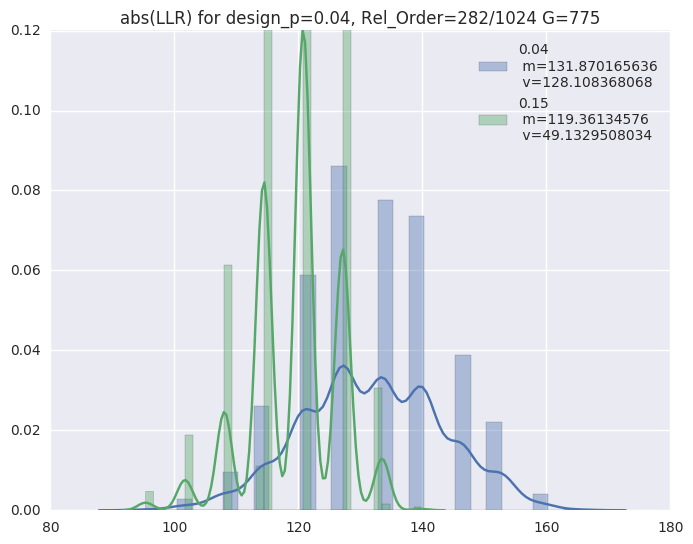 abs(LLR) for design_p=0.04, Rel_Order=282/1024 G=775
0.12
0.10
0.08
0.06
0.04
0.02
0.00
80 100 120 140 160 180
0.04
m=131.870165636
v=128.108368068
0.15
m=119.36134576
v=49.1329508034